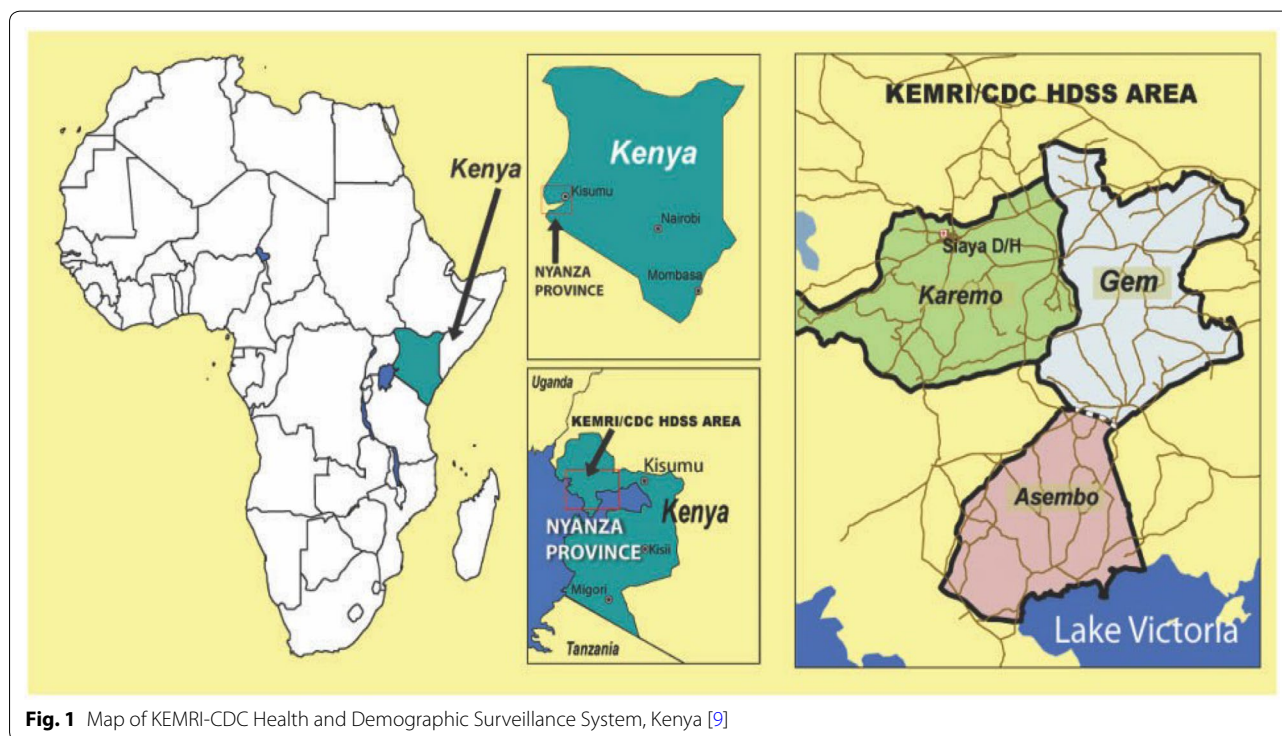 Kenya
Kenya
Kisumu
Nairobi
NYANZA
PROVINCE
Mombasa
Uganda
KEMRI/CDC HDSS AREA
Kisumu
Kenya
NYANZA
PROVINCE
Kisii
Migori
Tanzania
KEMRI/CDC HDSS AREA
Siaya D/H
Karemo
Gem
Asembo
Lake Victoria
Fig. 1 Map of KEMRI-CDC Health and Demographic Surveillance System, Kenya [9]